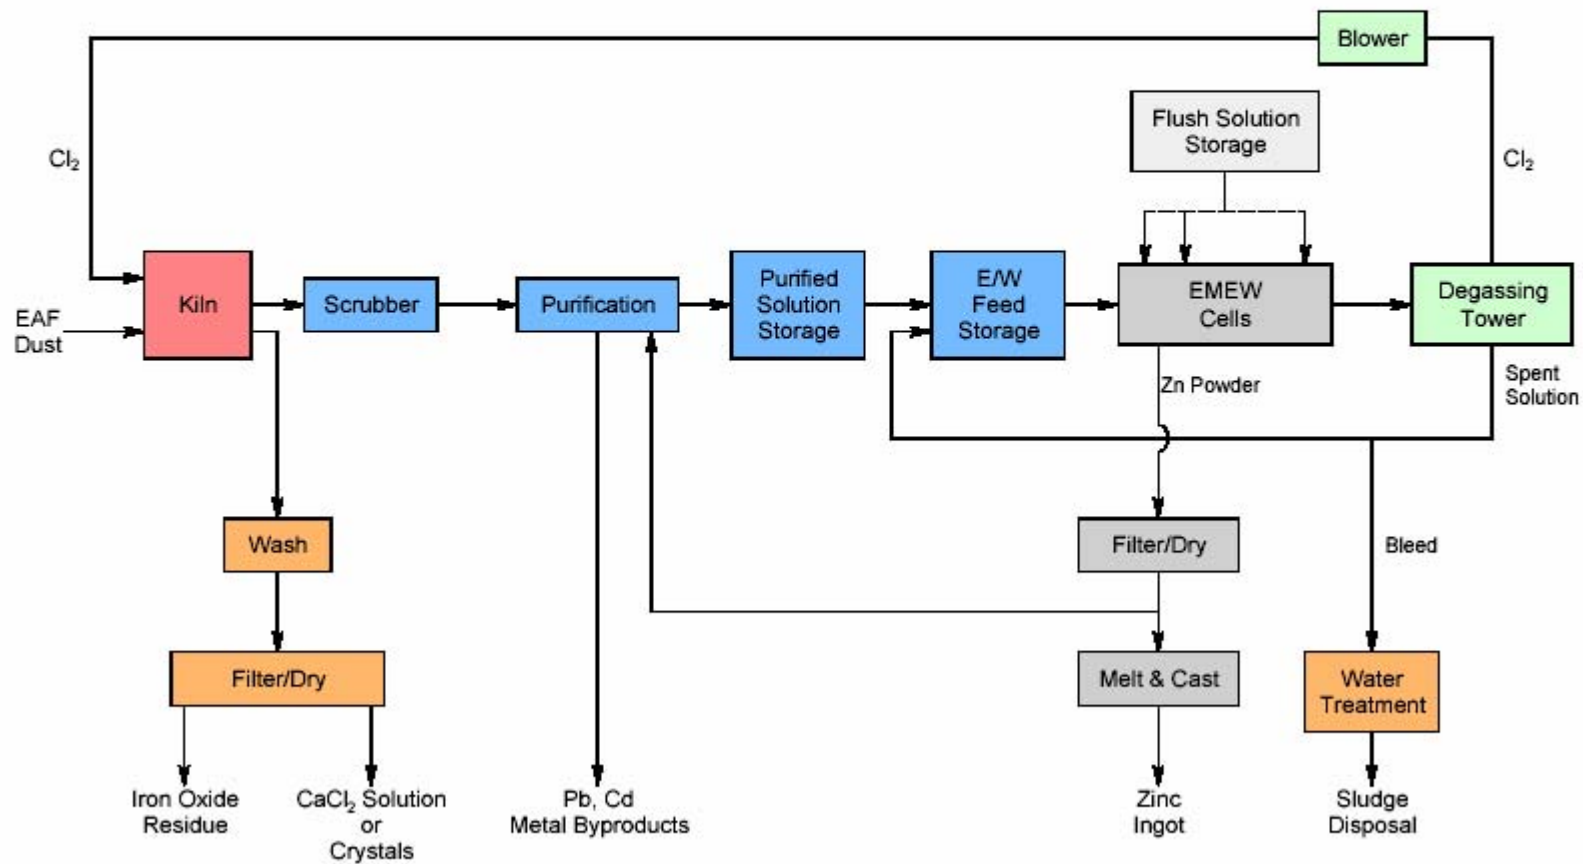 Blower
Flush Solution
Storage
Cl₂
Cl₂
Kiln
Scrubber
Purification
Purified
Solution
Storage
E/W
Feed
Storage
EMEW
Cells
Degassing
Tower
EAF
Dust
Zn Powder
Spent
Solution
Wash
Filter/Dry
Bleed
Filter/Dry
Melt & Cast
Water
Treatment
Iron Oxide
Residue
CaCl₂ Solution
or
Crystals
Pb, Cd
Metal Byproducts
Zinc
Ingot
Sludge
Disposal